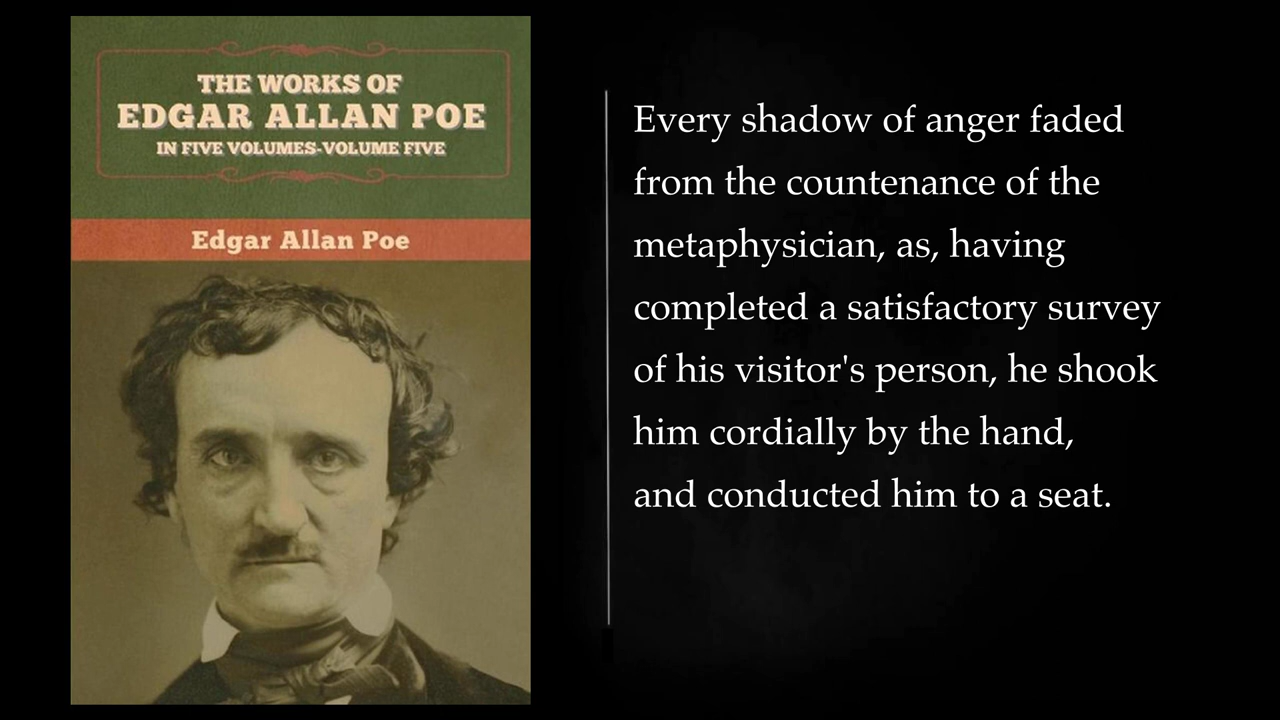 THE WORKS OF
EDGAR ALLAN POE
IN FIVE VOLUMES-VOLUME FIVE
Edgar Allan Poe
Every shadow of anger faded
from the countenance of the
metaphysician, as, having
completed a satisfactory survey
of his visitor's person, he shook
him cordially by the hand,
and conducted him to a seat.